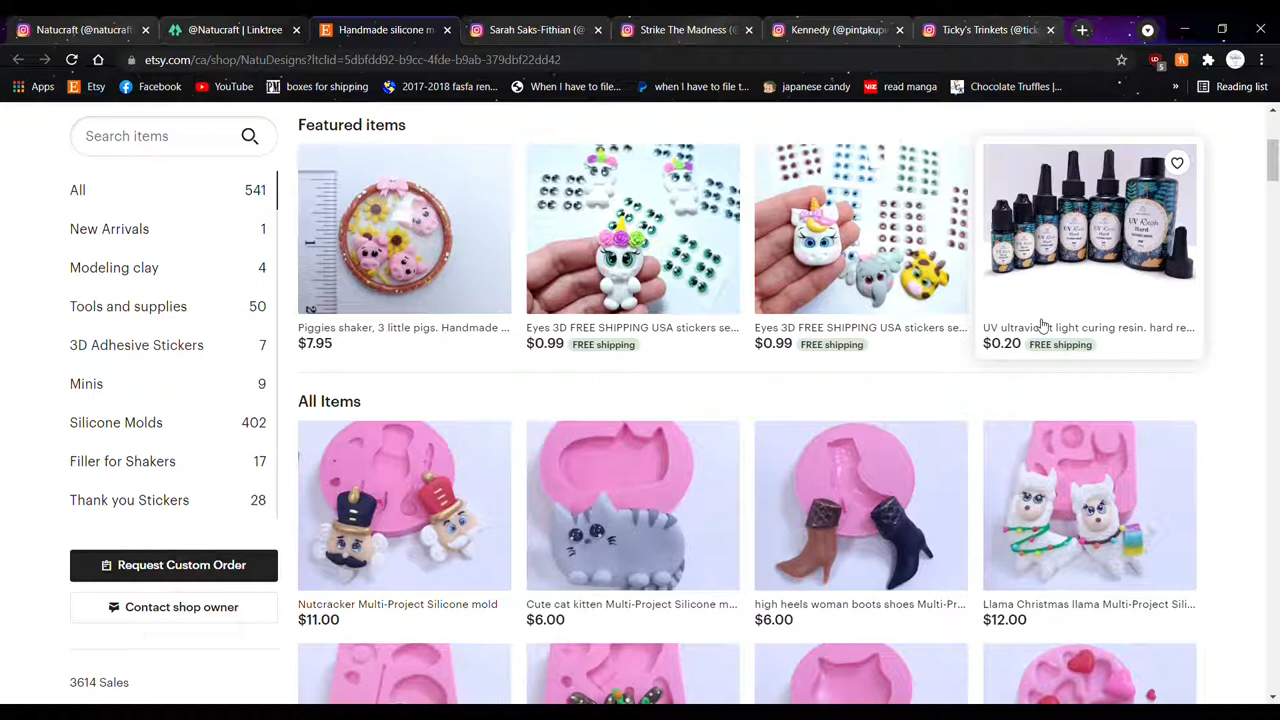 Natucraft (@natucraft
@Natucraft | Linktree
Handmade silicone m
Sarah Saks-Fithian (@
Strike The Madness (@
Kennedy (@pintakup
Ticky's Trinkets (@tick
etsy.com/ca/shop/NatuDesigns?ltclid=
Apps
Etsy
Facebook
YouTube
boxes for shipping
2017-2018 fasfa ren...
When I have to file...
when I have to file t...
japanese candy
VIZ read manga
Chocolate Truffles |...
»
Reading list
Search items
Featured items
All 541
New Arrivals 1
Modeling clay 4
Tools and supplies 50
3D Adhesive Stickers 7
Minis 9
Silicone Molds 402
Filler for Shakers 17
Thank you Stickers 28
Request Custom Order
Contact shop owner
3614 Sales
UV Resin
Hard
Piggies shaker, 3 little pigs. Handmade ...
$7.95
Eyes 3D FREE SHIPPING USA stickers se...
$0.99 FREE shipping
Eyes 3D FREE SHIPPING USA stickers se...
$0.99 FREE shipping
UV ultraviolet light curing resin. hard re...
$0.20 FREE shipping
All Items
Nutcracker Multi-Project Silicone mold
$11.00
Cute cat kitten Multi-Project Silicone m...
$6.00
high heels woman boots shoes Multi-Pr...
$6.00
Llama Christmas llama Multi-Project Sili...
$12.00